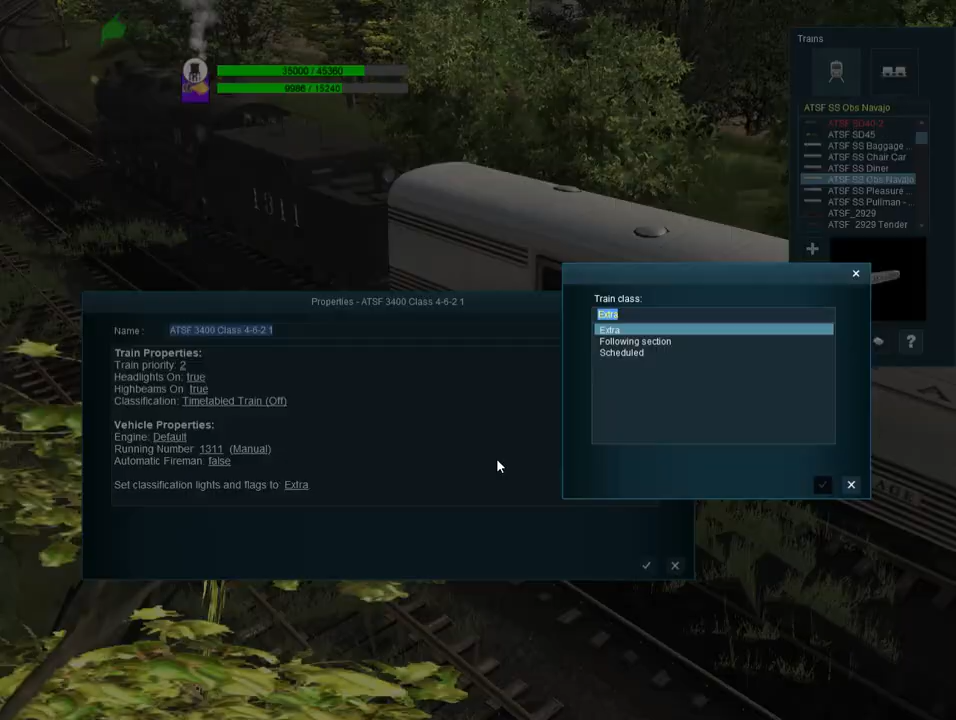 Trains
35000 / 45360
9986 / 15240
ATSF SS Obs Navajo
ATSF SD40-2
ATSF SD45
ATSF SS Baggage ...
ATSF SS Chair Car
ATSF SS Diner
ATSF SS Obs Navajo
ATSF SS Pleasure ...
ATSF SS Pullman - ...
ATSF_2929
ATSF 2929 Tender
1311
Properties - ATSF 3400 Class 4-6-2 1
Name : ATSF 3400 Class 4-6-2 1
Train Properties:
Train priority: 2
Headlights On: true
Highbeams On: true
Classification: Timetabled Train (Off)
Vehicle Properties:
Engine: Default
Running Number: 1311 (Manual)
Automatic Fireman: false
Set classification lights and flags to: Extra
Train class:
Extra
Extra
Following section
Scheduled
?